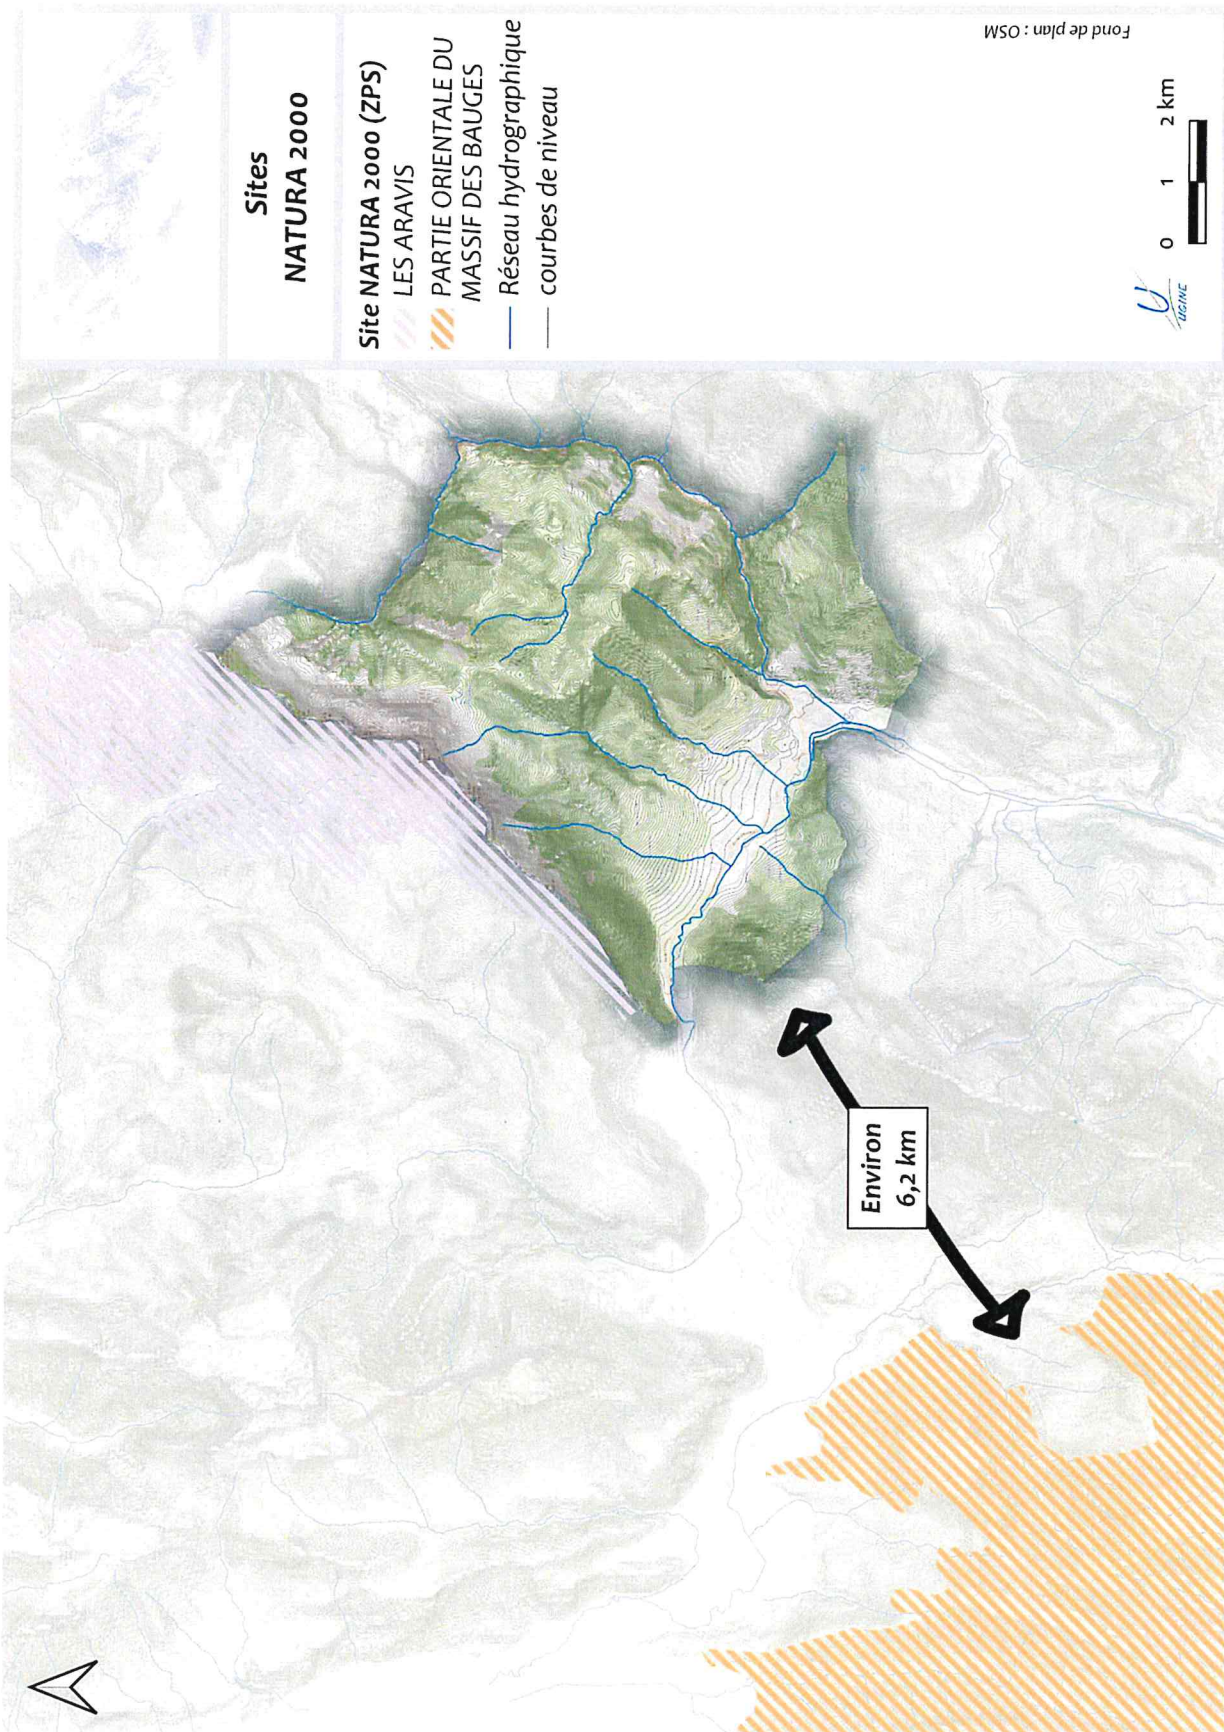 Sites
NATURA 2000
Site NATURA 2000 (ZPS)
LES ARAVIS
PARTIE ORIENTALE DU
MASSIF DES BAUGES
Réseau hydrographique
courbes de niveau
Environ
6,2 km
0 1 2 km
UGINE
Fond de plan : OSM